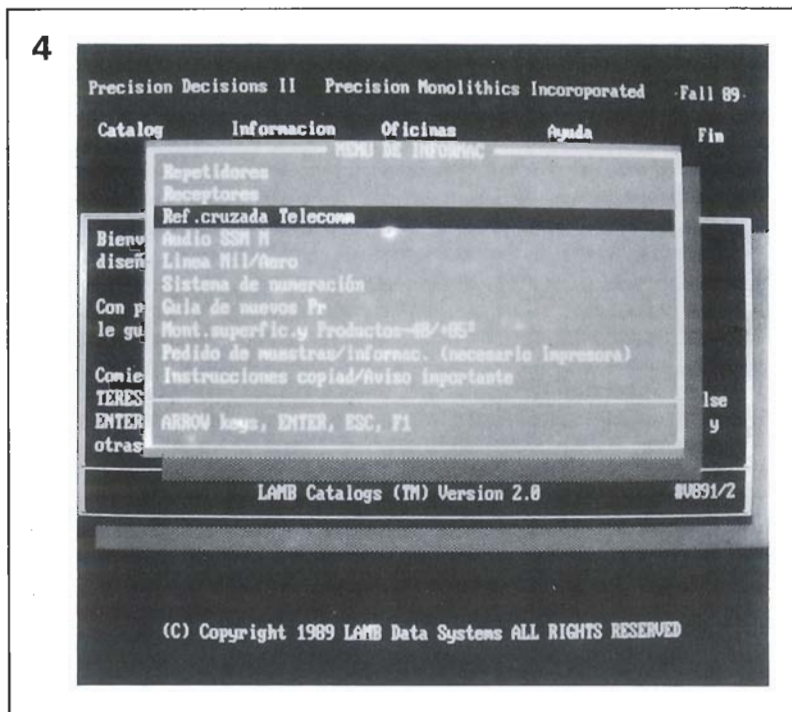 4
Precision Decisions II Precision Monolithics Incoroporated Fall 89
Catalog Informacion Oficinas Ayuda Fin
MENU DE INFORMAC
Repetidores
Receptores
Ref.cruzada Telecomm
Bienv Audio SSM M
diseñ Linea Mil/Aero
Sistema de numeración
Con p Guia de nuevos Pr
le gu Mont.superfic.y Productos-40/+85°
Pedido de muestras/informac. (necesario Impresora)
Comie Instrucciones copiad/Aviso importante
TERES lse
ENTER ARROW keys, ENTER, ESC, F1 y
otras
LAMB Catalogs (TM) Version 2.0 #V891/2
(C) Copyright 1989 LAMB Data Systems ALL RIGHTS RESERVED